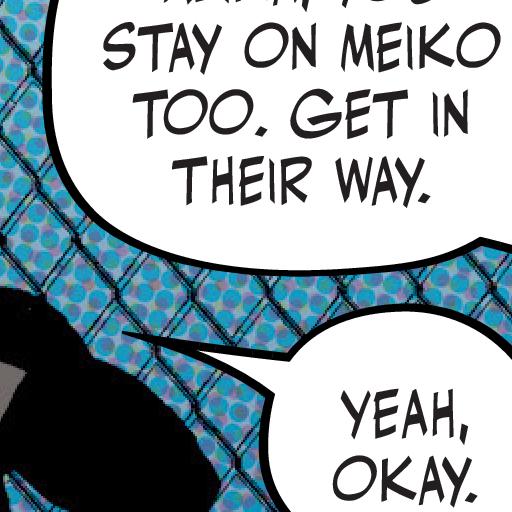 STAY ON MEIKO
TOO. GET IN
THEIR WAY.
YEAH,
OKAY.